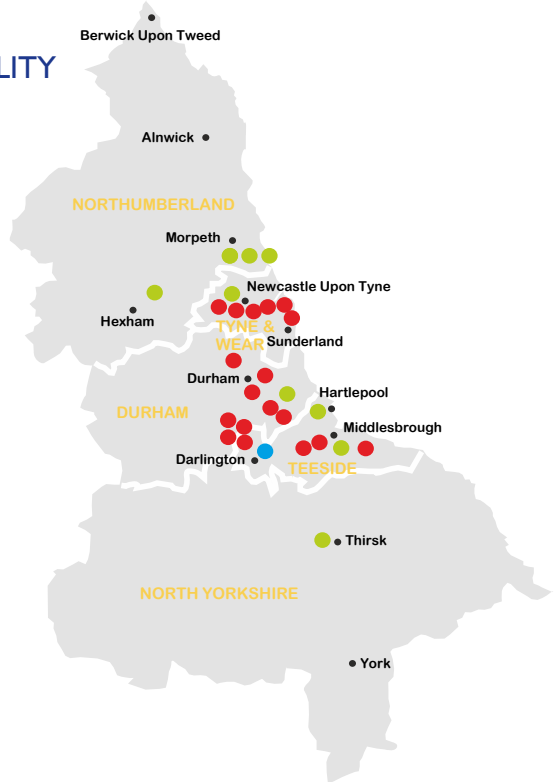 Berwick Upon Tweed
LITY
Alnwick
NORTHUMBERLAND
Morpeth
Newcastle Upon Tyne
Hexham
TYNE &
WEAR
Sunderland
Durham
Hartlepool
DURHAM
Middlesbrough
Darlington
TEESIDE
Thirsk
NORTH YORKSHIRE
York